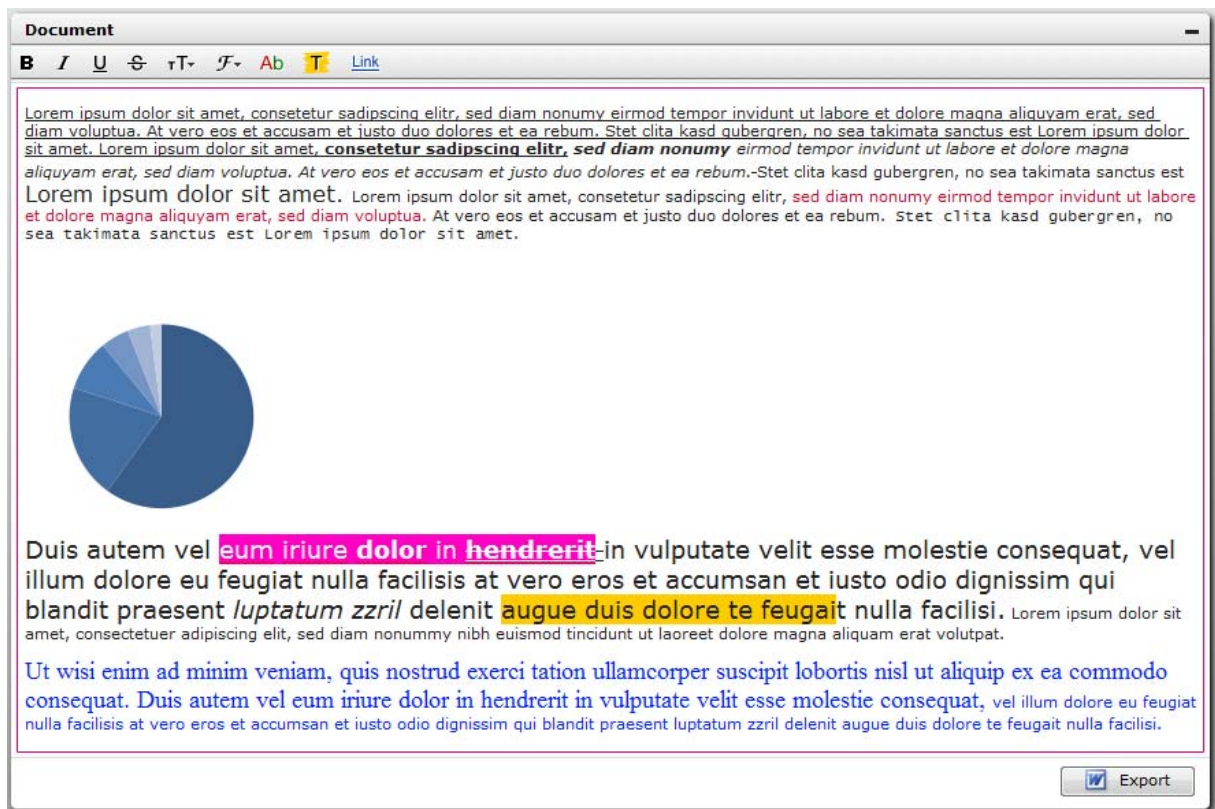 Document
B I U S тT F Ab T Link
Lorem ipsum dolor sit amet, consetetur sadipscing elitr, sed diam nonumy eirmod tempor invidunt ut labore et dolore magna aliquyam erat, sed
diam voluptua. At vero eos et accusam et justo duo dolores et ea rebum. Stet clita kasd gubergren, no sea takimata sanctus est Lorem ipsum dolor
sit amet. Lorem ipsum dolor sit amet, consetetur sadipscing elitr, sed diam nonumy eirmod tempor invidunt ut labore et dolore magna
aliquyam erat, sed diam voluptua. At vero eos et accusam et justo duo dolores et ea rebum.-Stet clita kasd gubergren, no sea takimata sanctus est
Lorem ipsum dolor sit amet. Lorem ipsum dolor sit amet, consetetur sadipscing elitr, sed diam nonumy eirmod tempor invidunt ut labore
et dolore magna aliquyam erat, sed diam voluptua. At vero eos et accusam et justo duo dolores et ea rebum. Stet clita kasd gubergren, no
sea takimata sanctus est Lorem ipsum dolor sit amet.
Duis autem vel eum iriure dolor in hendrerit in vulputate velit esse molestie consequat, vel
illum dolore eu feugiat nulla facilisis at vero eros et accumsan et iusto odio dignissim qui
blandit praesent luptatum zzril delenit augue duis dolore te feugait nulla facilisi. Lorem ipsum dolor sit
amet, consectetuer adipiscing elit, sed diam nonummy nibh euismod tincidunt ut laoreet dolore magna aliquam erat volutpat.
Ut wisi enim ad minim veniam, quis nostrud exerci tation ullamcorper suscipit lobortis nisl ut aliquip ex ea commodo
consequat. Duis autem vel eum iriure dolor in hendrerit in vulputate velit esse molestie consequat, vel illum dolore eu feugiat
nulla facilisis at vero eros et accumsan et iusto odio dignissim qui blandit praesent luptatum zzril delenit augue duis dolore te feugait nulla facilisi.
Export